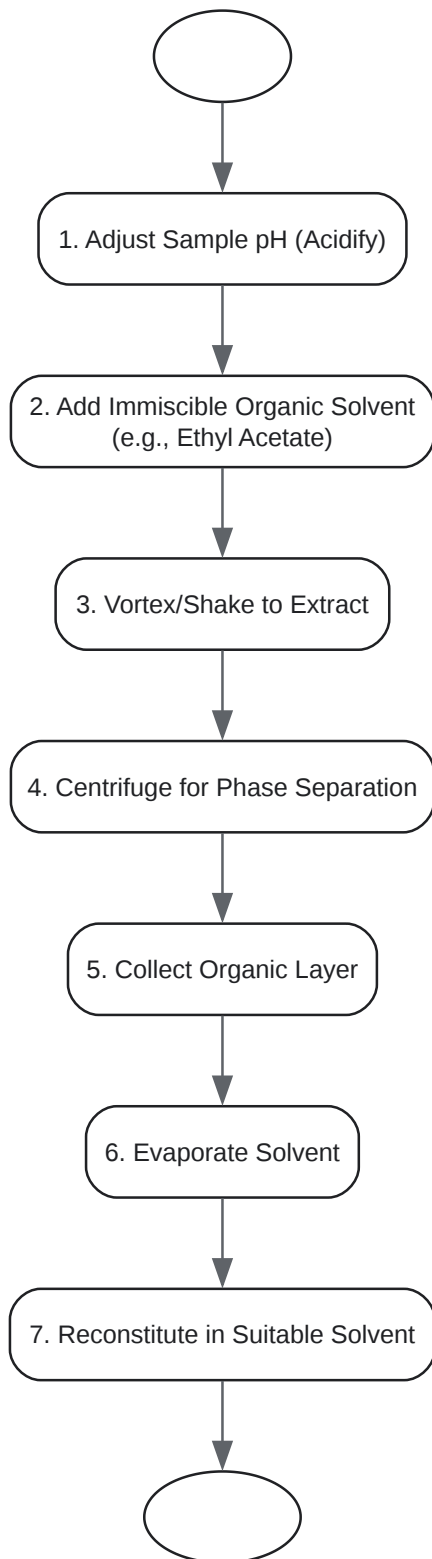 1. Adjust Sample pH (Acidify)
2. Add Immiscible Organic Solvent
(e.g., Ethyl Acetate)
3. Vortex/Shake to Extract
4. Centrifuge for Phase Separation
5. Collect Organic Layer
6. Evaporate Solvent
7. Reconstitute in Suitable Solvent